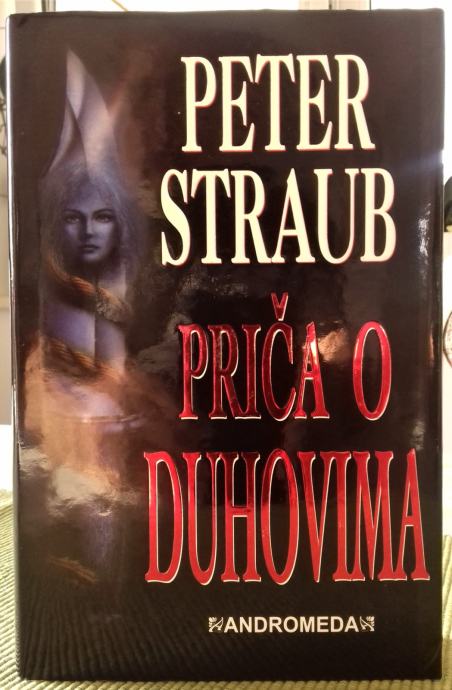 PETER
STRAUB
PRIČA O
DUHOVIMA
ANDROMEDA